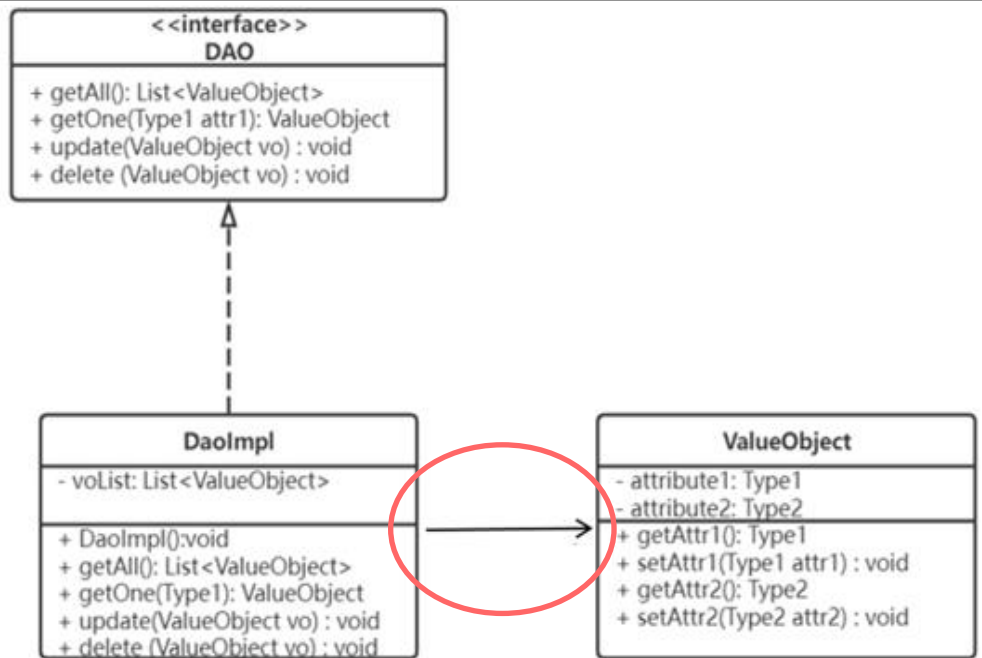 <<interface>>
DAO
+ getAll(): List<ValueObject>
+ getOne(Type1 attr1): ValueObject
+ update(ValueObject vo) : void
+ delete (ValueObject vo) : void
DaoImpl
- voList: List<ValueObject>
+ DaoImpl():void
+ getAll(): List<ValueObject>
+ getOne(Type1): ValueObject
+ update(ValueObject vo) : void
+ delete (ValueObject vo) : void
ValueObject
- attribute1: Type1
- attribute2: Type2
+ getAttr1(): Type1
+ setAttr1(Type1 attr1) : void
+ getAttr2(): Type2
+ setAttr2(Type2 attr2) : void